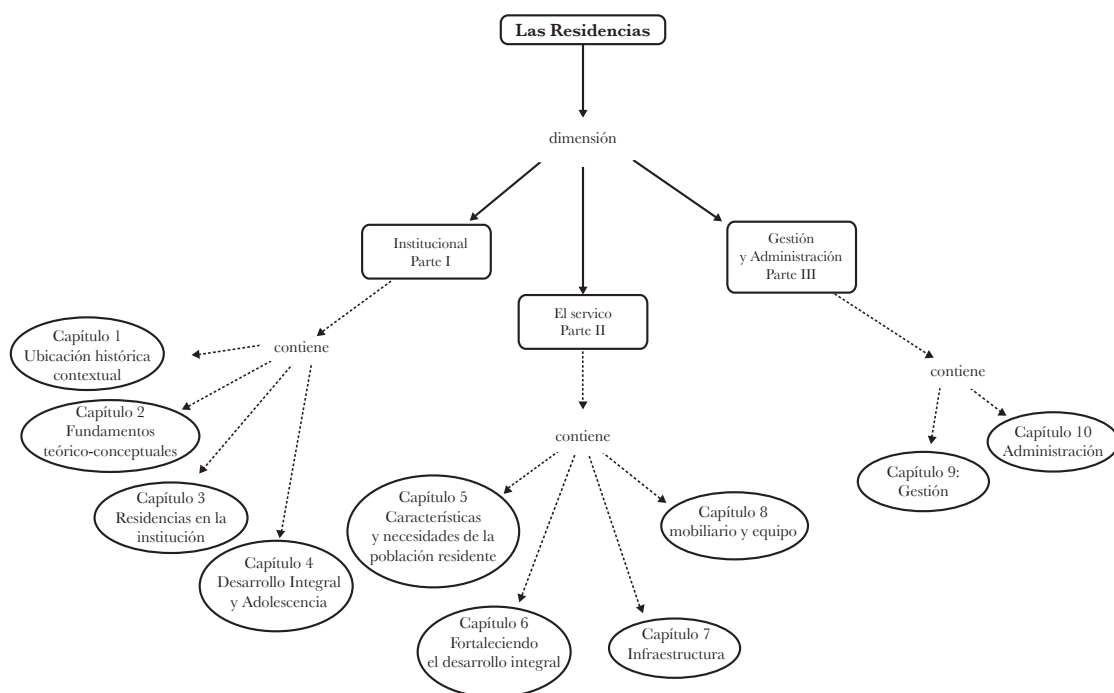 Las Residencias
dimensión
Institucional
Parte I
Gestión
y Administración
Parte III
El servico
Parte II
Capítulo 1
Ubicación histórica
contextual
contiene
contiene
Capítulo 2
Fundamentos
teórico-conceptuales
Capítulo 10
Administración
contiene
Capítulo 9:
Gestión
Capítulo 3
Residencias en la
institución
Capítulo 5
Características
y necesidades de la
población residente
Capítulo 8
mobiliario y equipo
Capítulo 4
Desarrollo Integral
y Adolescencia
Capítulo 6
Fortaleciendo
el desarrollo integral
Capítulo 7
Infraestructura